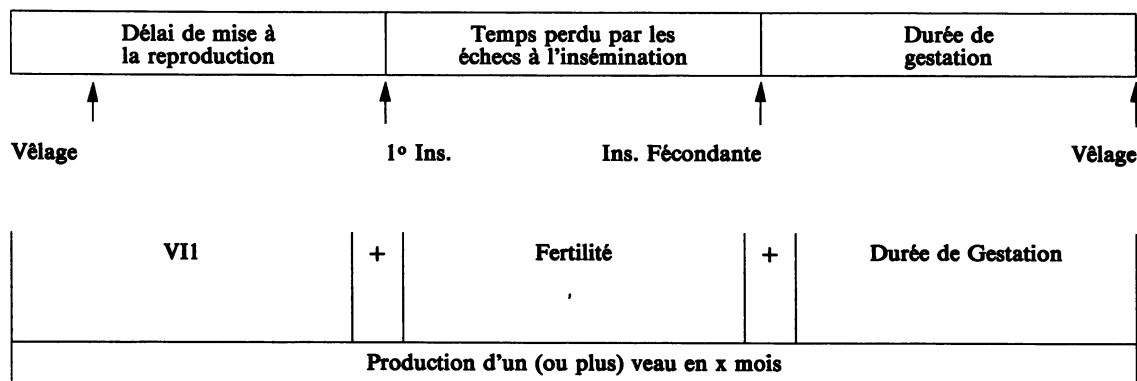 Délai de mise à
la reproduction
Temps perdu par les
échecs à l'insémination
Durée de
gestation
Vêlage
1º Ins.
Ins. Fécondante
Vêlage
VI1
+
Fertilité
+
Durée de Gestation
Production d'un (ou plus) veau en x mois